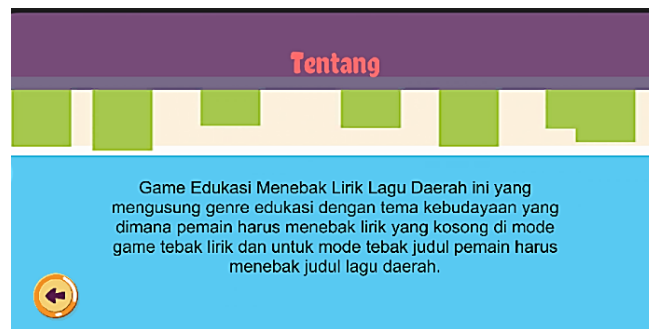 Tentang
Game Edukasi Menebak Lirik Lagu Daerah ini yang
mengusung genre edukasi dengan tema kebudayaan yang
dimana pemain harus menebak lirik yang kosong di mode
game tebak lirik dan untuk mode tebak judul pemain harus
menebak judul lagu daerah.